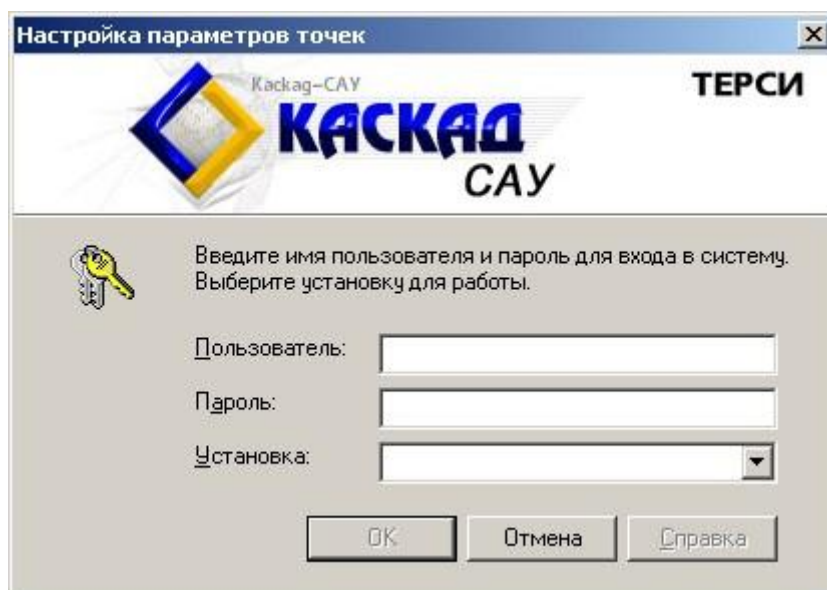 Настройка параметров точек
Каскад-САУ
ТЕРСИ
КАСКАД
САУ
Введите имя пользователя и пароль для входа в систему.
Выберите установку для работы.
Пользователь:
Пароль:
Установка:
OK
Отмена
Справка